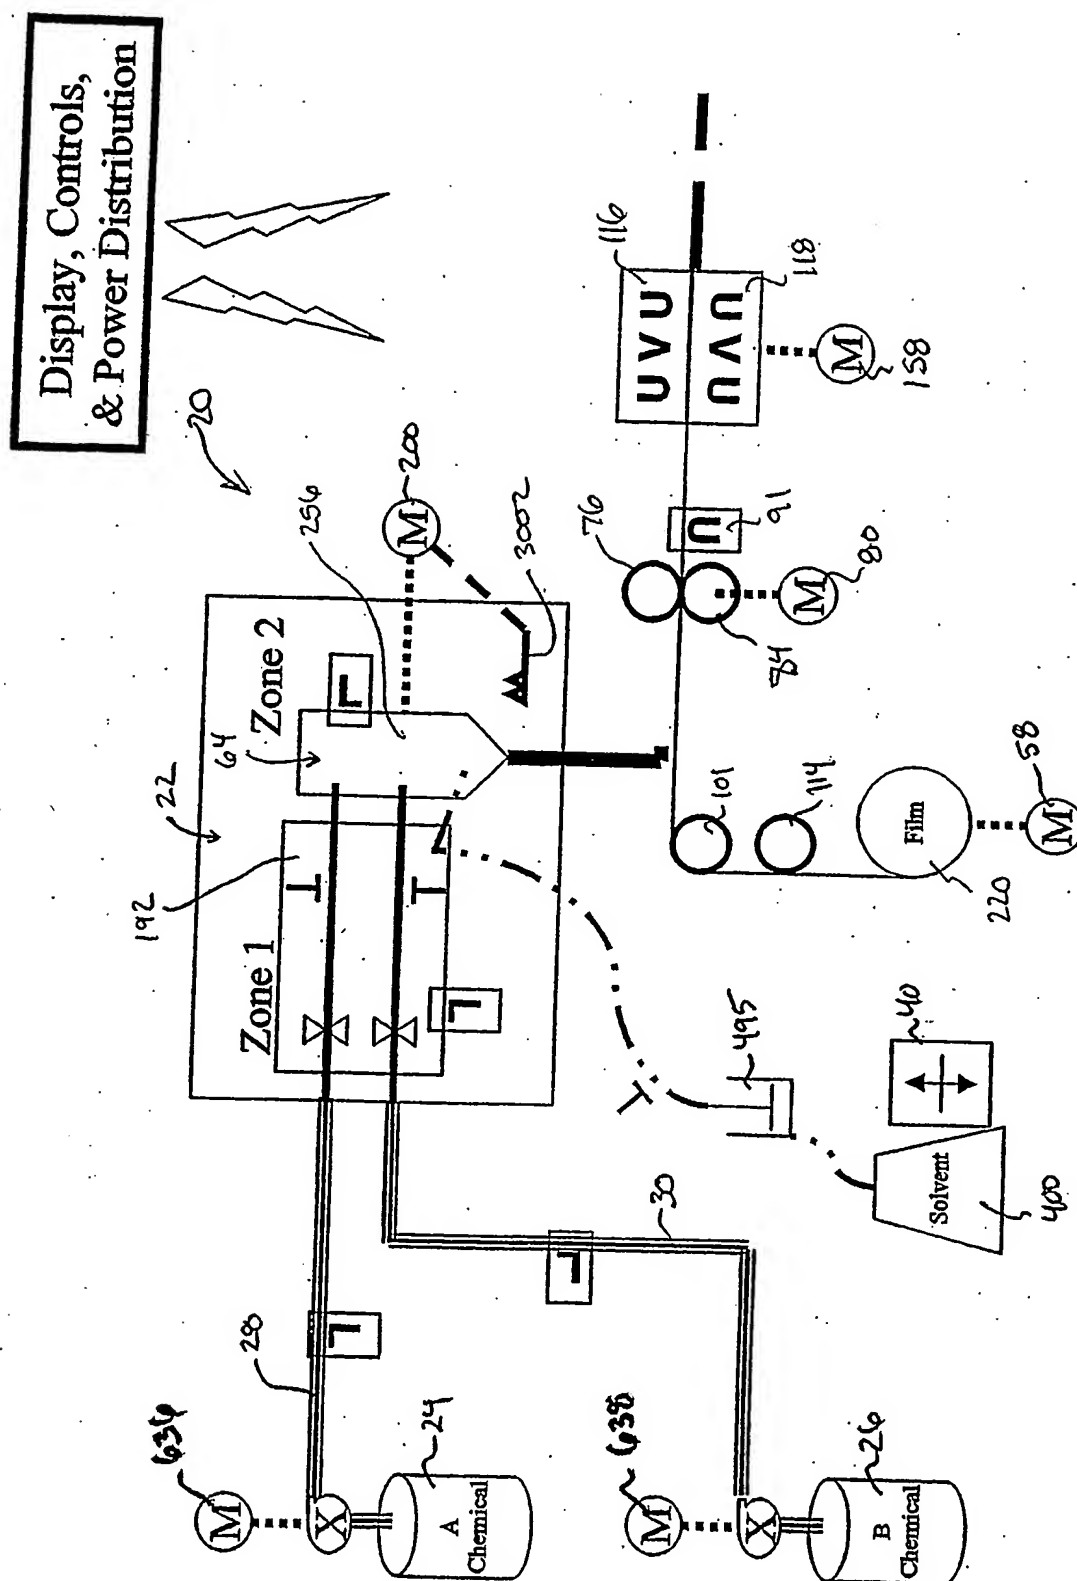 Display, Controls,
& Power Distribution
20
22
64
Zone 2
256
M
200
192
Zone 1
3002
116
U V U
U V U
118
M
158
76
U
91
84
M
80
101
114
Film
220
M
58
495
40
Solvent
400
28
30
636
M
X
24
A
Chemical
638
M
X
26
B
Chemical